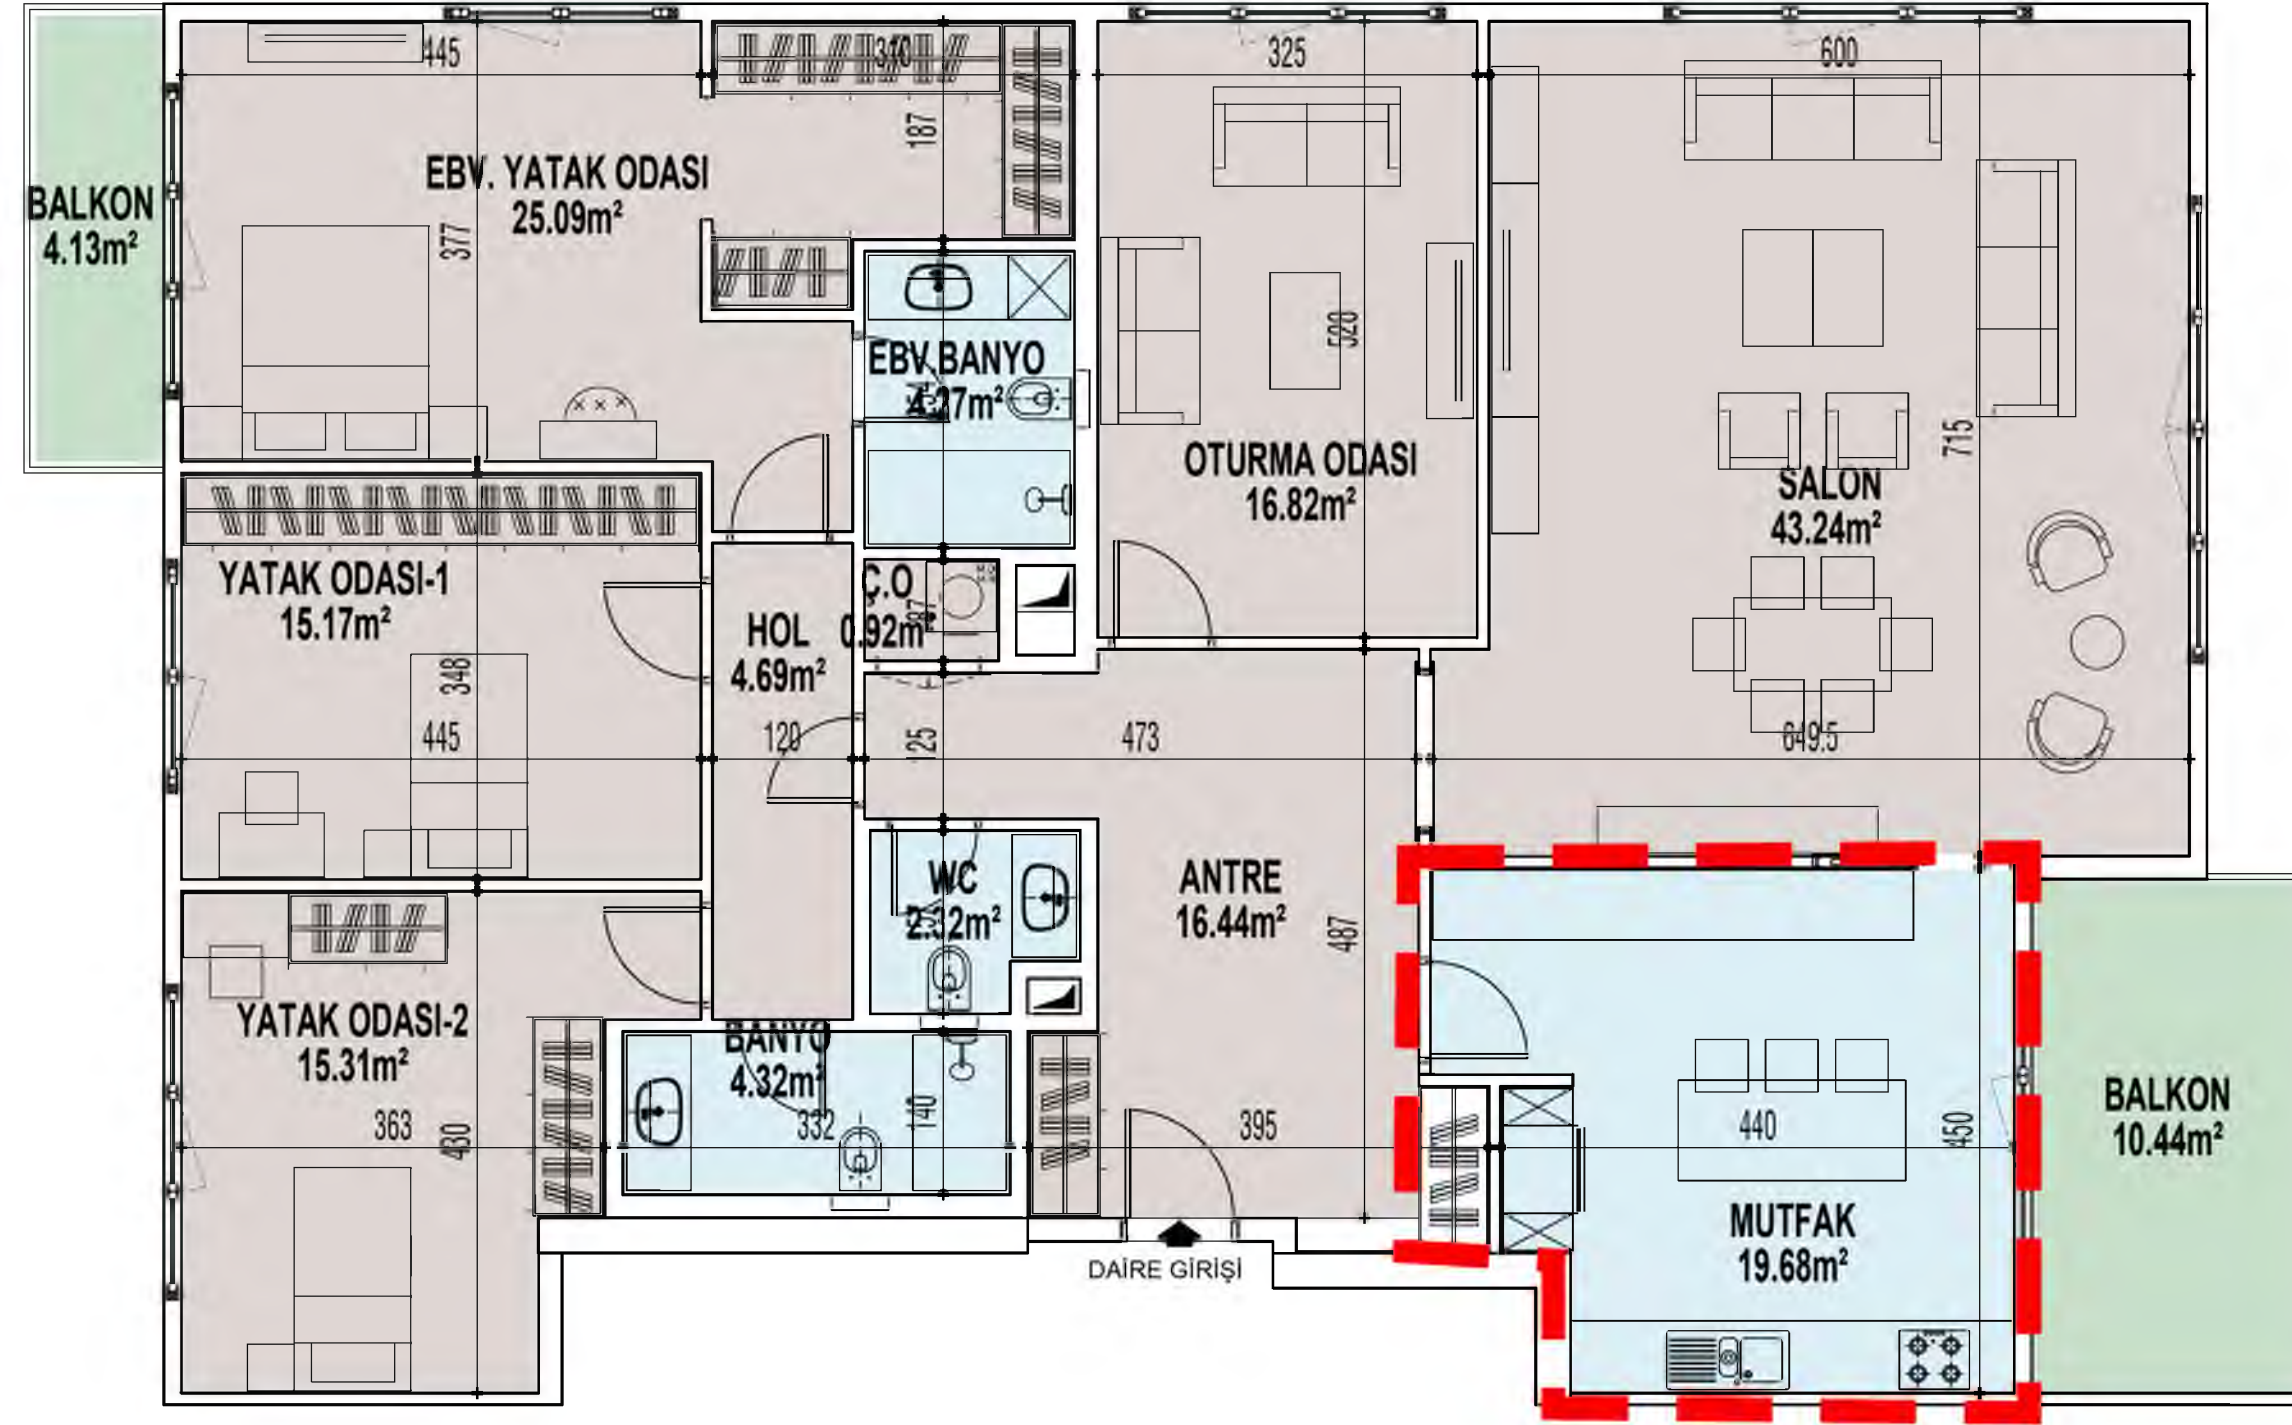 445
310
325
600
187
EBV. YATAK ODASI
25.09m²
377
BALKON
4.13m²
EBV.BANYO
520
OTURMA ODASI
16.82m²
715
SALON
43.24m²
YATAK ODASI-1
15.17m²
Ç.O
0.92m²
HOL
4.69m²
348
445
120
125
473
649.5
WC
2.32m²
ANTRE
16.44m²
487
YATAK ODASI-2
15.31m²
BANYO
4.32m²
363
430
332
140
395
440
450
BALKON
10.44m²
MUTFAK
19.68m²
DAİRE GİRİŞİ